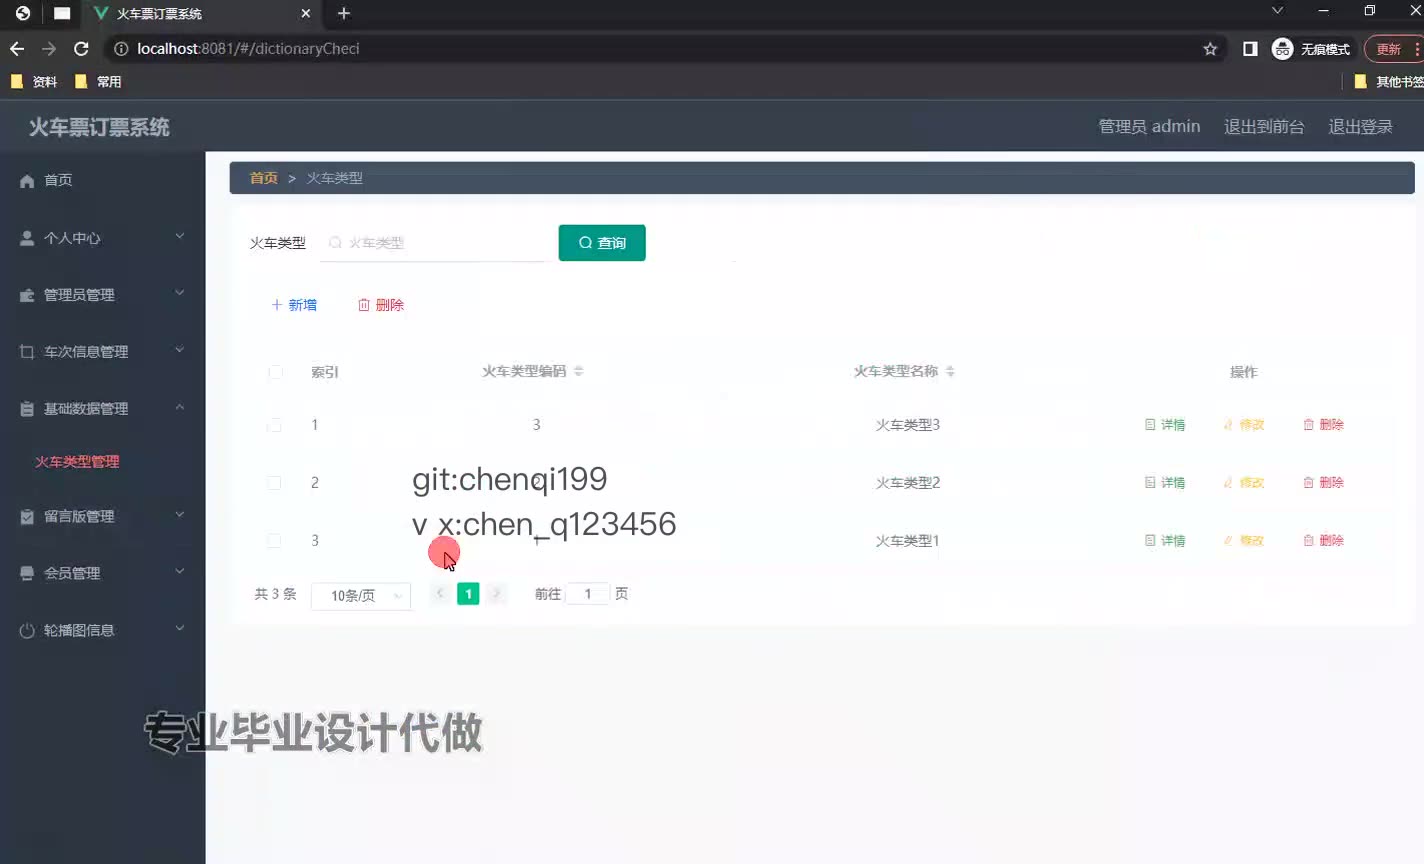 火车票订票系统
localhost:8081/#/dictionaryCheci
无痕模式
更新
资料
常用
其他书签
火车票订票系统
管理员 admin
退出到前台
退出登录
首页
个人中心
管理员管理
车次信息管理
基础数据管理
火车类型管理
留言版管理
会员管理
轮播图信息
首页 > 火车类型
火车类型
火车类型
查询
新增
删除
索引
火车类型编码
火车类型名称
操作
1
3
火车类型3
详情
修改
删除
2
火车类型2
详情
修改
删除
3
火车类型1
详情
修改
删除
git:chenqi199
v x:chen_q123456
共 3 条
10条/页
1
前往
1
页
专业毕业设计代做